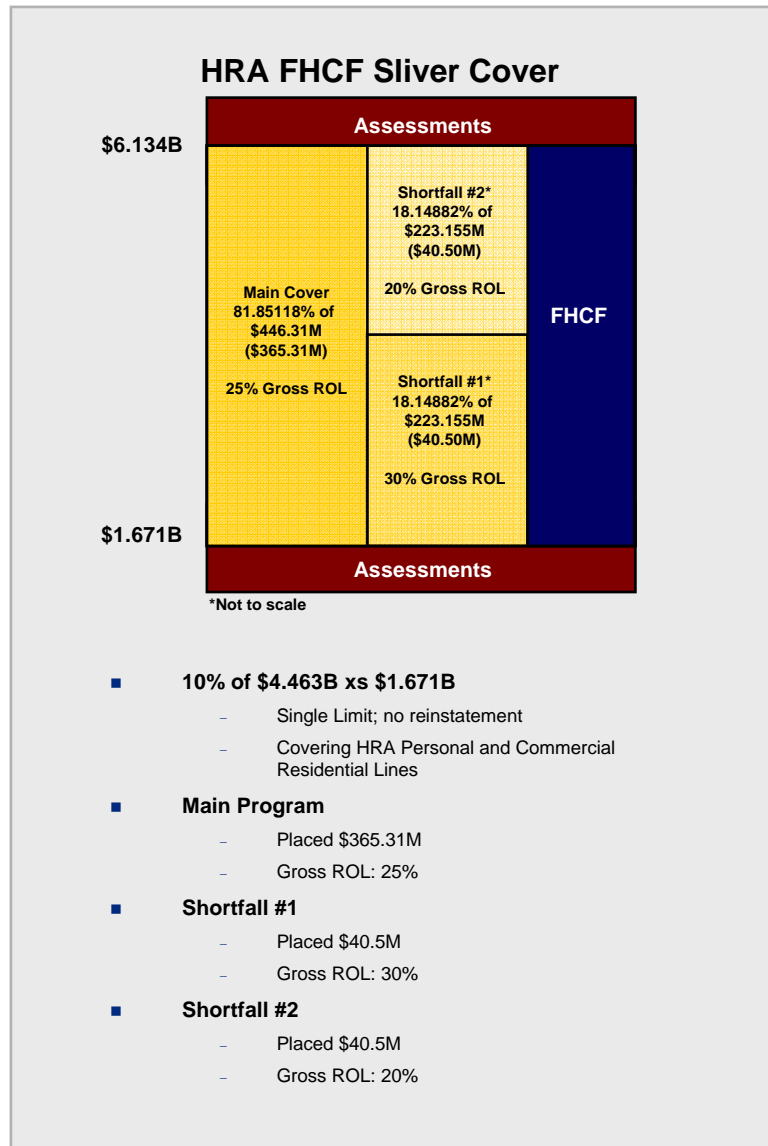 HRA FHCF Sliver Cover
Assessments
$6.134B
Shortfall #2*
18.14882% of
$223.155M
($40.50M)
20% Gross ROL
Main Cover
81.85118% of
$446.31M
($365.31M)
25% Gross ROL
FHCF
Shortfall #1*
18.14882% of
$223.155M
($40.50M)
30% Gross ROL
$1.671B
Assessments
*Not to scale
■ 10% of $4.463B xs $1.671B
– Single Limit; no reinstatement
– Covering HRA Personal and Commercial
Residential Lines
■ Main Program
– Placed $365.31M
– Gross ROL: 25%
■ Shortfall #1
– Placed $40.5M
– Gross ROL: 30%
■ Shortfall #2
– Placed $40.5M
– Gross ROL: 20%